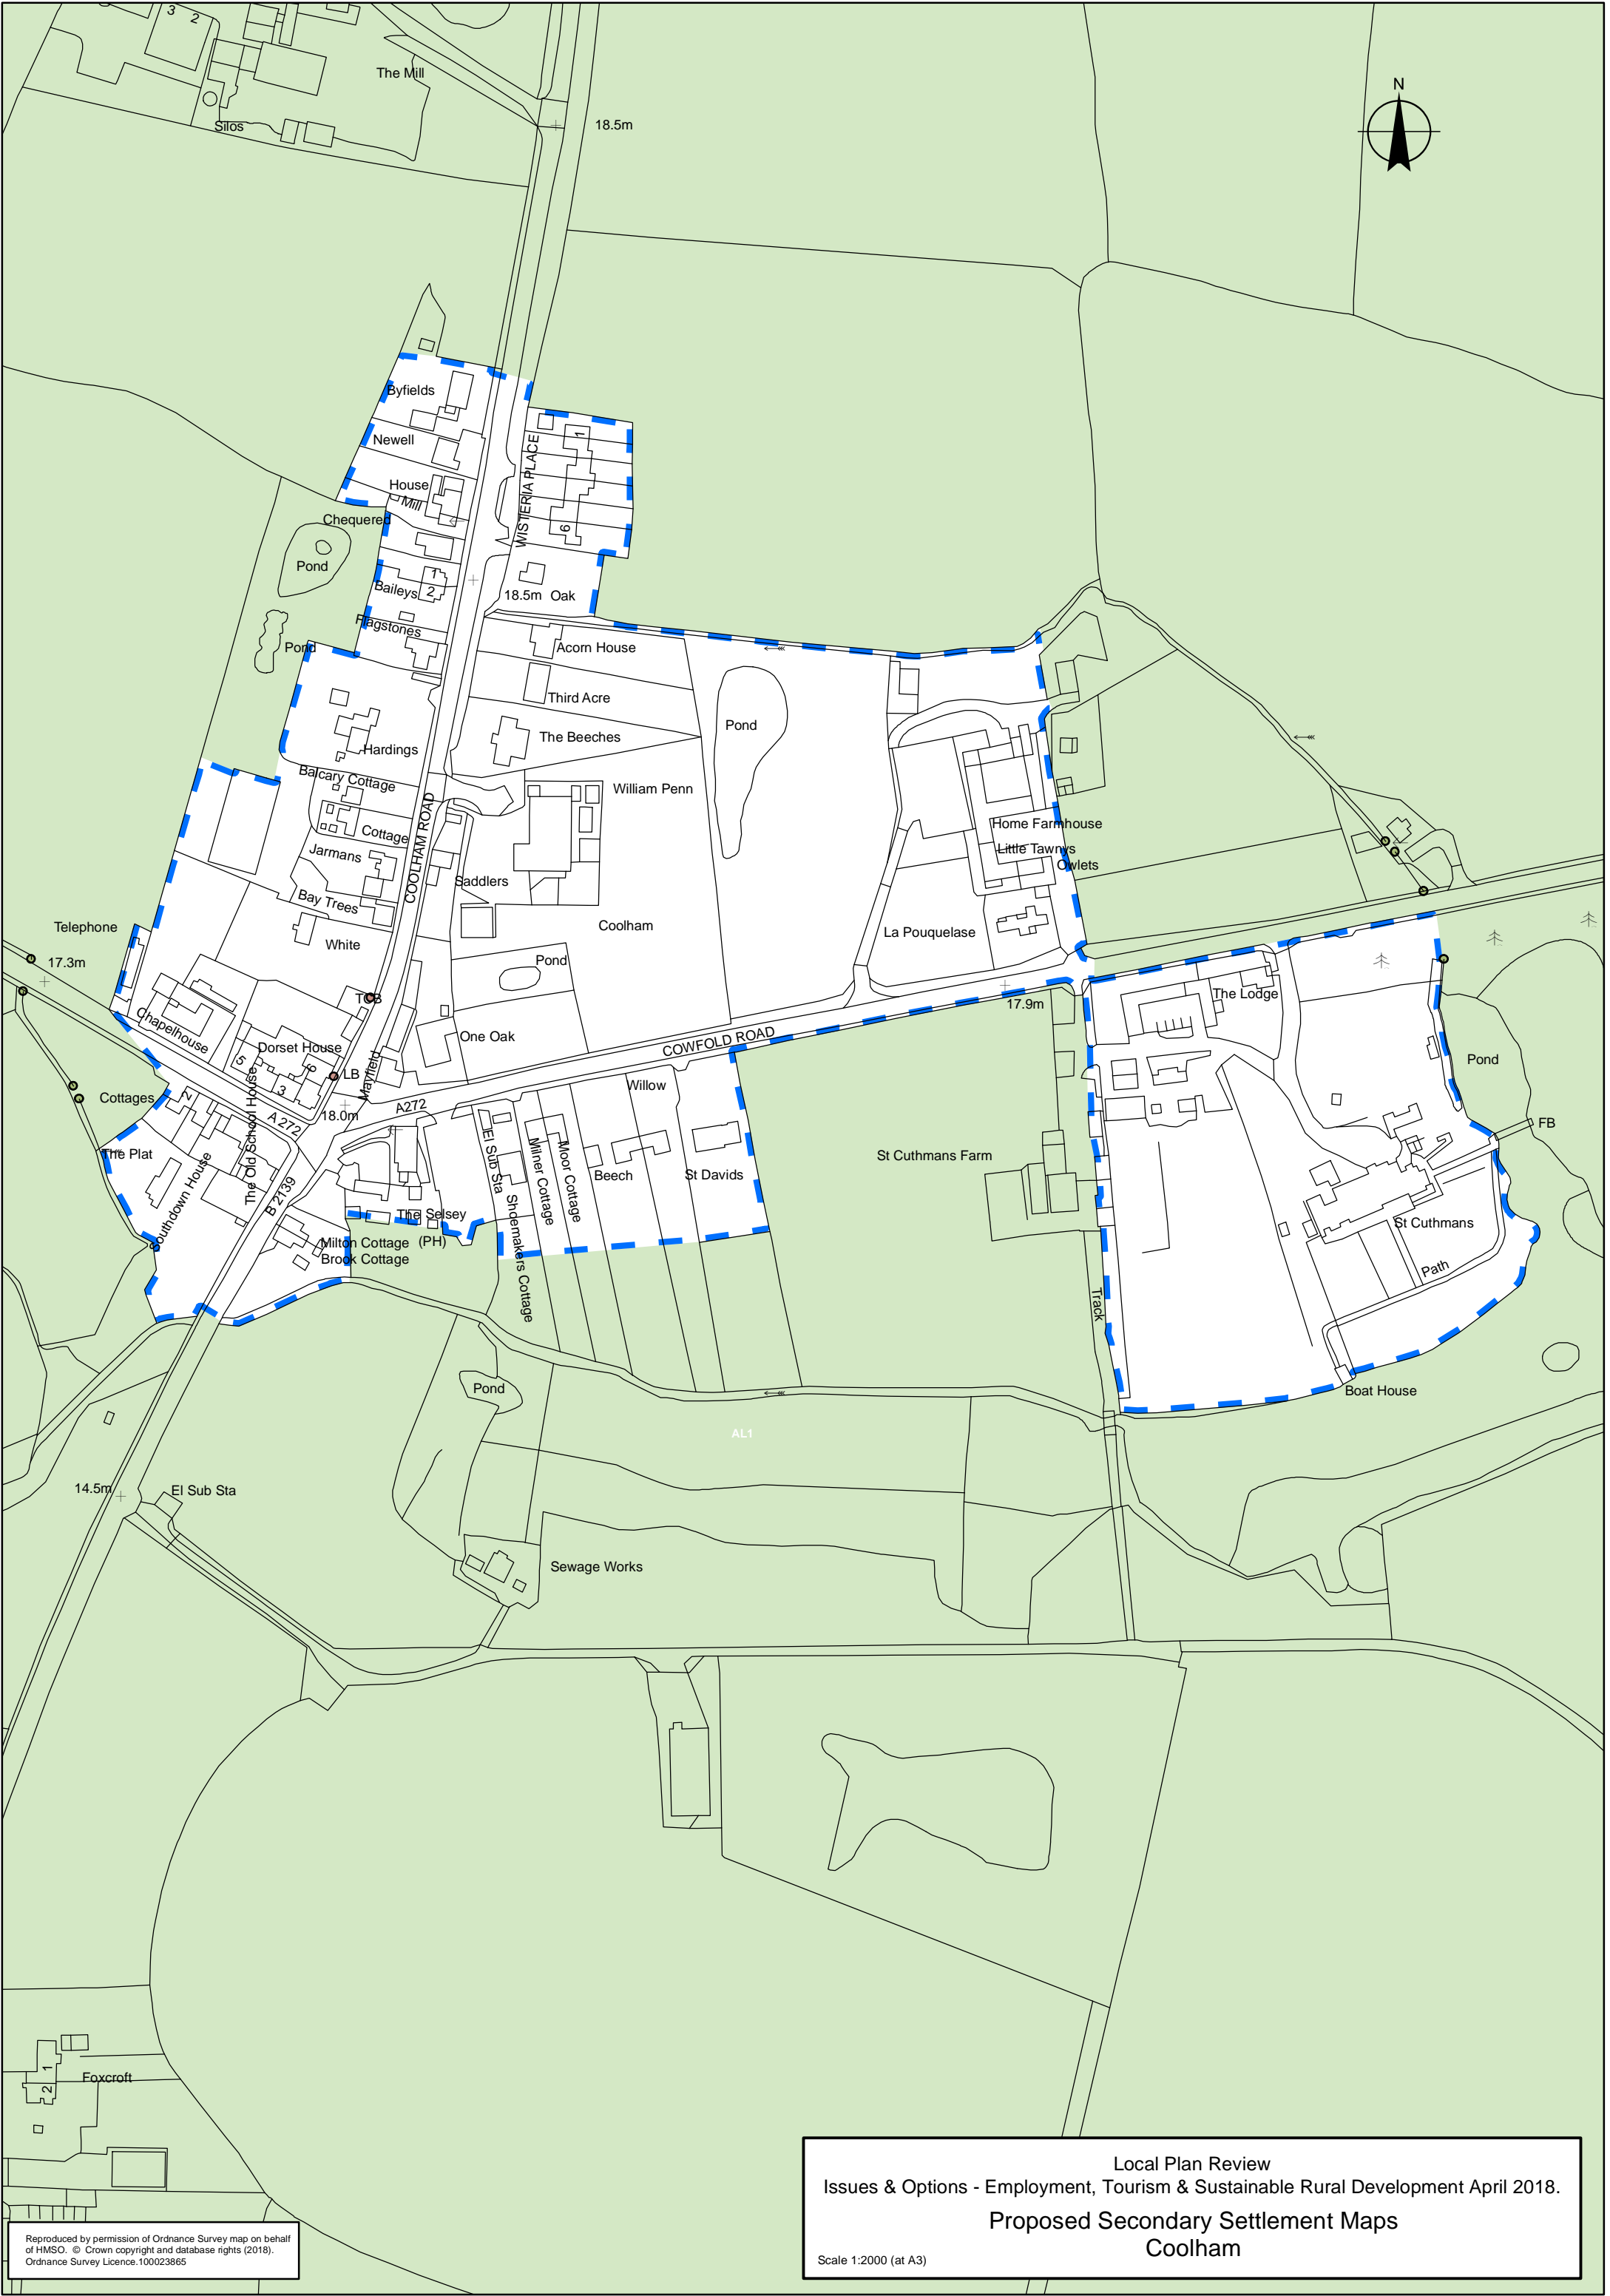 3
2
The Mill
Silos
18.5m
N
Byfields
Newell
House
Mill
Chequered
Pond
WISTERIA PLACE
1
6
1
2
Baileys
18.5m
Oak
Flagstones
Pond
Acorn House
Third Acre
The Beeches
Pond
Hardings
Balcary Cottage
Cottage
Jarmans
COOLHAM ROAD
William Penn
Saddlers
Bay Trees
White
Coolham
Pond
Home Farmhouse
Little Tawnys
Owlets
La Pouquelase
Telephone
17.3m
TCB
Chapelhouse
Dorset House
5
3
6
LB
Mayfield
One Oak
COWFOLD ROAD
17.9m
The Lodge
Pond
Cottages
2
A 272
18.0m
A272
Willow
The Plat
The Old School House
Southdown House
B 2139
El Sub Sta
Shoemakers Cottage
Milner Cottage
Moor Cottage
Beech
St Davids
St Cuthmans Farm
FB
The Selsey
(PH)
Milton Cottage
Brook Cottage
St Cuthmans
Path
Track
Boat House
Pond
AL1
14.5m
El Sub Sta
Sewage Works
1
2
Foxcroft
Reproduced by permission of Ordnance Survey map on behalf
of HMSO. © Crown copyright and database rights (2018).
Ordnance Survey Licence.100023865
Local Plan Review
Issues & Options - Employment, Tourism & Sustainable Rural Development April 2018.
Proposed Secondary Settlement Maps
Coolham
Scale 1:2000 (at A3)